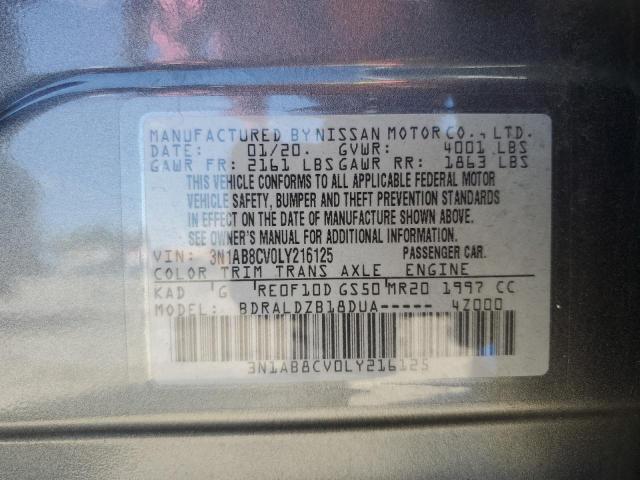 MANUFACTURED BY NISSAN MOTOR CO., LTD.
DATE: 01/20. GVWR: 4001 LBS
GAWR FR: 2161 LBS GAWR RR: 1863 LBS
THIS VEHICLE CONFORMS TO ALL APPLICABLE FEDERAL MOTOR
VEHICLE SAFETY, BUMPER AND THEFT PREVENTION STANDARDS
IN EFFECT ON THE DATE OF MANUFACTURE SHOWN ABOVE.
SEE OWNER'S MANUAL FOR ADDITIONAL INFORMATION.
VIN: 3N1AB8CV0LY216125 PASSENGER CAR.
COLOR TRIM TRANS AXLE ENGINE
KAD G RE0F10D GS50 MR20 1997 CC
MODEL: BDRALDZB18DUA----- 4Z000
3N1AB8CV0LY216125